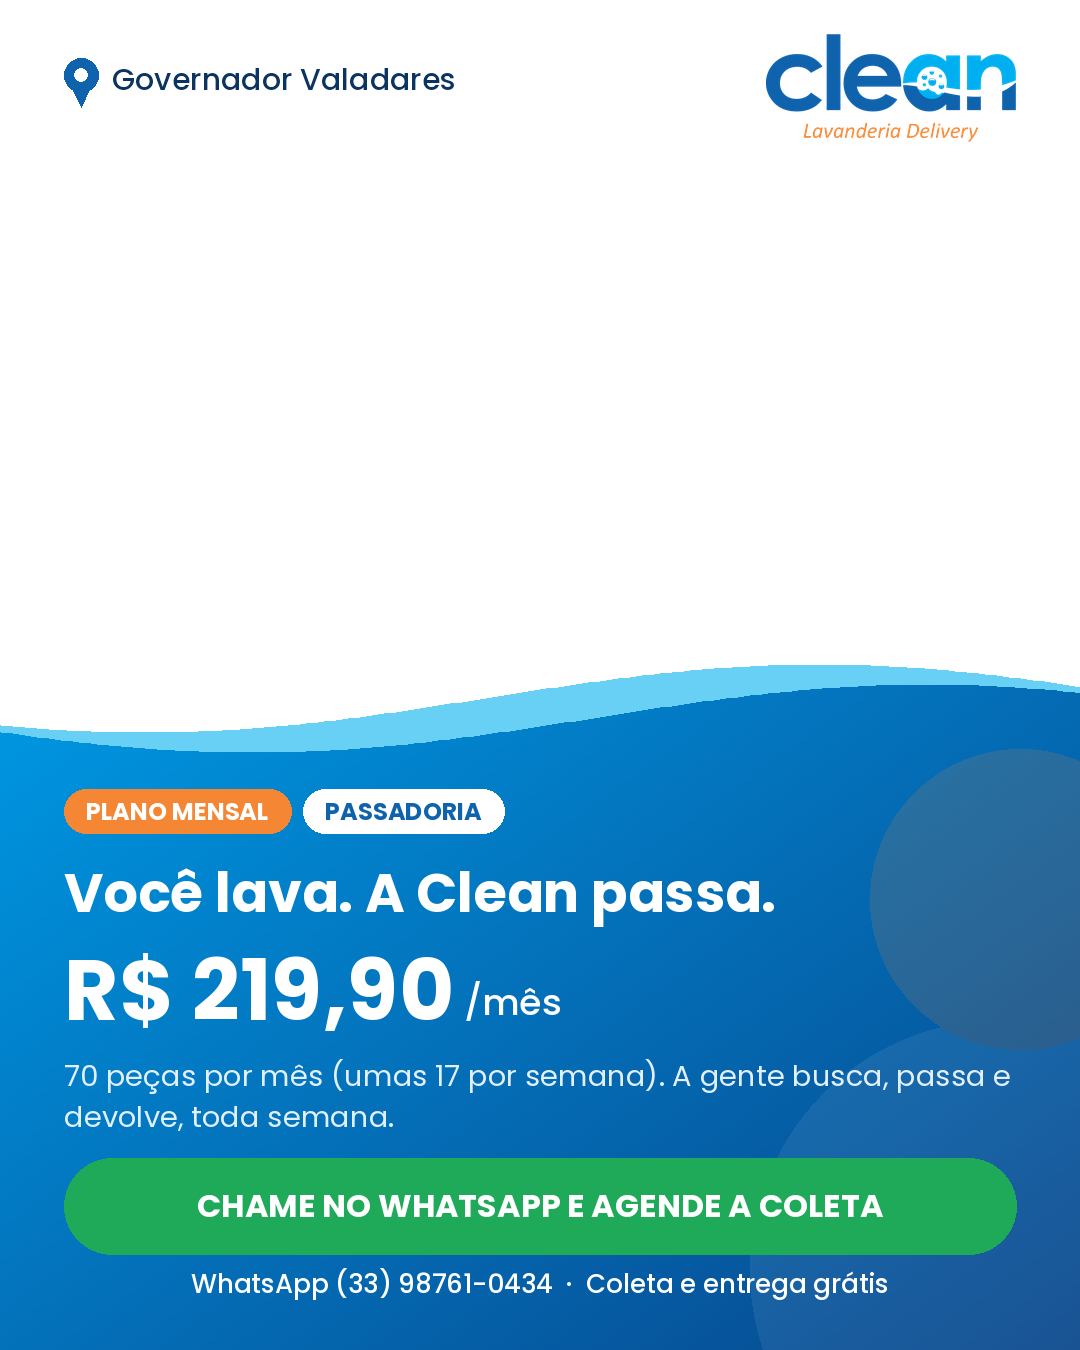 Governador Valadares
clean
Lavanderia Delivery
PLANO MENSAL
PASSADORIA
Você lava. A Clean passa.
R$ 219,90 /mês
70 peças por mês (umas 17 por semana). A gente busca, passa e
devolve, toda semana.
CHAME NO WHATSAPP E AGENDE A COLETA
WhatsApp (33) 98761-0434 · Coleta e entrega grátis